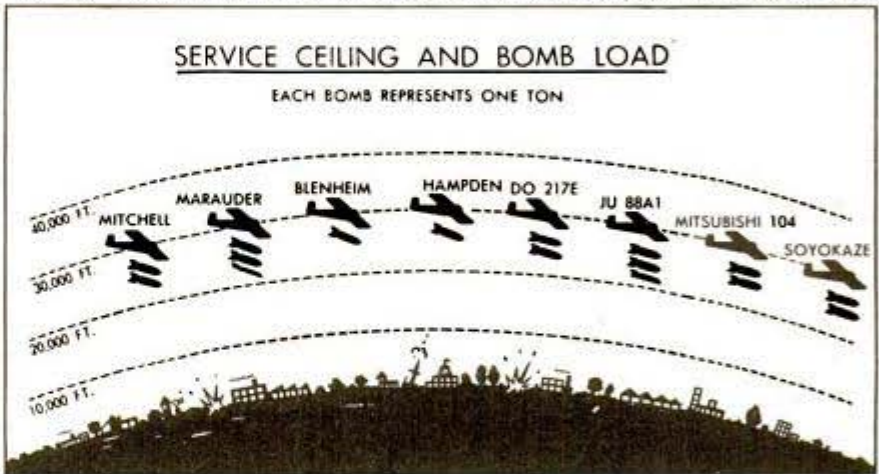 SERVICE CEILING AND BOMB LOAD
EACH BOMB REPRESENTS ONE TON
MITCHELL
MARAUDER
BLENHEIM
HAMPDEN
DO 217E
JU 88A1
MITSUBISHI 104
SOYOKAZE
40,000 FT.
30,000 FT.
20,000 FT.
10,000 FT.